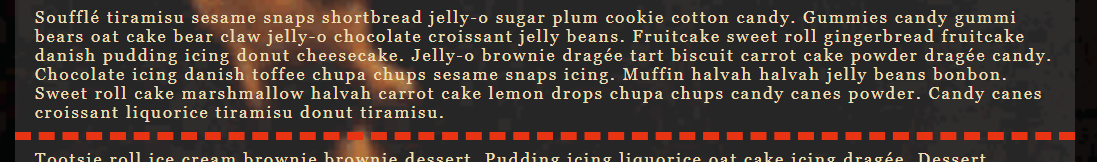 Soufflé tiramisu sesame snaps shortbread jelly-o sugar plum cookie cotton candy. Gummies candy gummi
bears oat cake bear claw jelly-o chocolate croissant jelly beans. Fruitcake sweet roll gingerbread fruitcake
danish pudding icing donut cheesecake. Jelly-o brownie dragée tart biscuit carrot cake powder dragée candy.
Chocolate icing danish toffee chupa chups sesame snaps icing. Muffin halvah halvah jelly beans bonbon.
Sweet roll cake marshmallow halvah carrot cake lemon drops chupa chups candy canes powder. Candy canes
croissant liquorice tiramisu donut tiramisu.
Tootsie roll ice cream brownie brownie dessert. Pudding icing liquorice oat cake icing dragée. Dessert